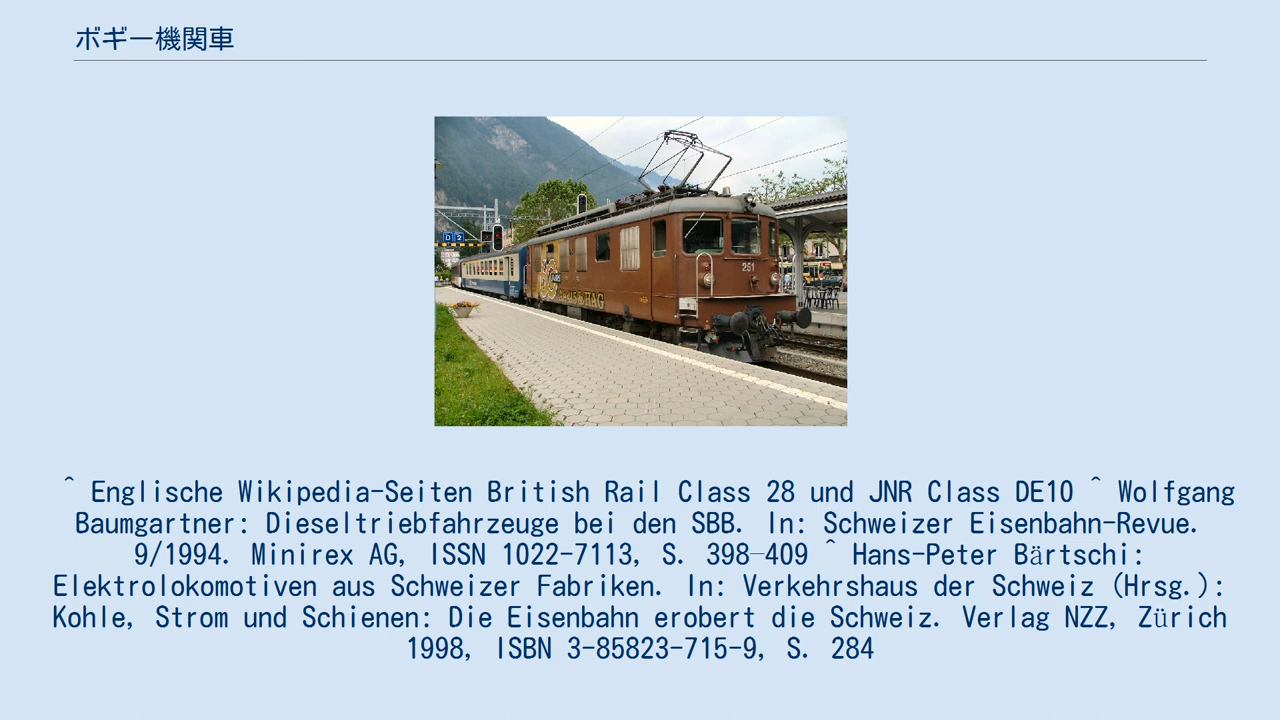 ボギー機関車
251
^ Englische Wikipedia-Seiten British Rail Class 28 und JNR Class DE10 ^ Wolfgang
Baumgartner: Dieseltriebfahrzeuge bei den SBB. In: Schweizer Eisenbahn-Revue.
9/1994. Minirex AG, ISSN 1022-7113, S. 398–409 ^ Hans-Peter Bärtschi:
Elektrolokomotiven aus Schweizer Fabriken. In: Verkehrshaus der Schweiz (Hrsg.):
Kohle, Strom und Schienen: Die Eisenbahn erobert die Schweiz. Verlag NZZ, Zürich
1998, ISBN 3-85823-715-9, S. 284